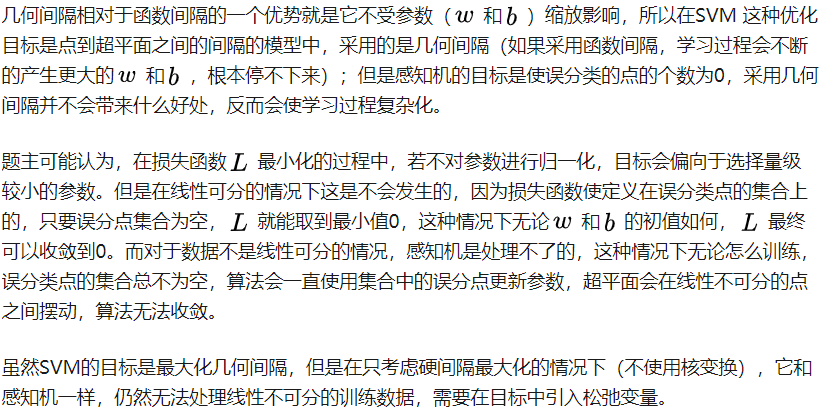 几何间隔相对于函数间隔的一个优势就是它不受参数（w 和 b ）缩放影响，所以在SVM 这种优化
目标是点到超平面之间的间隔的模型中，采用的是几何间隔（如果采用函数间隔，学习过程会不断
的产生更大的 w 和 b ，根本停不下来）；但是感知机的目标是使误分类的点的个数为0，采用几何
间隔并不会带来什么好处，反而会使学习过程复杂化。
题主可能认为，在损失函数 L 最小化的过程中，若不对参数进行归一化，目标会偏向于选择量级
较小的参数。但是在线性可分的情况下这是不会发生的，因为损失函数使定义在误分类点的集合上
的，只要误分点集合为空， L 就能取到最小值0，这种情况下无论 w 和 b 的初值如何， L 最终
可以收敛到0。而对于数据不是线性可分的情况，感知机是处理不了的，这种情况下无论怎么训练，
误分类点的集合总不为空，算法会一直使用集合中的误分点更新参数，超平面会在线性不可分的点
之间摆动，算法无法收敛。
虽然SVM的目标是最大化几何间隔，但是在只考虑硬间隔最大化的情况下（不使用核变换）， 它和
感知机一样，仍然无法处理线性不可分的训练数据，需要在目标中引入松弛变量。